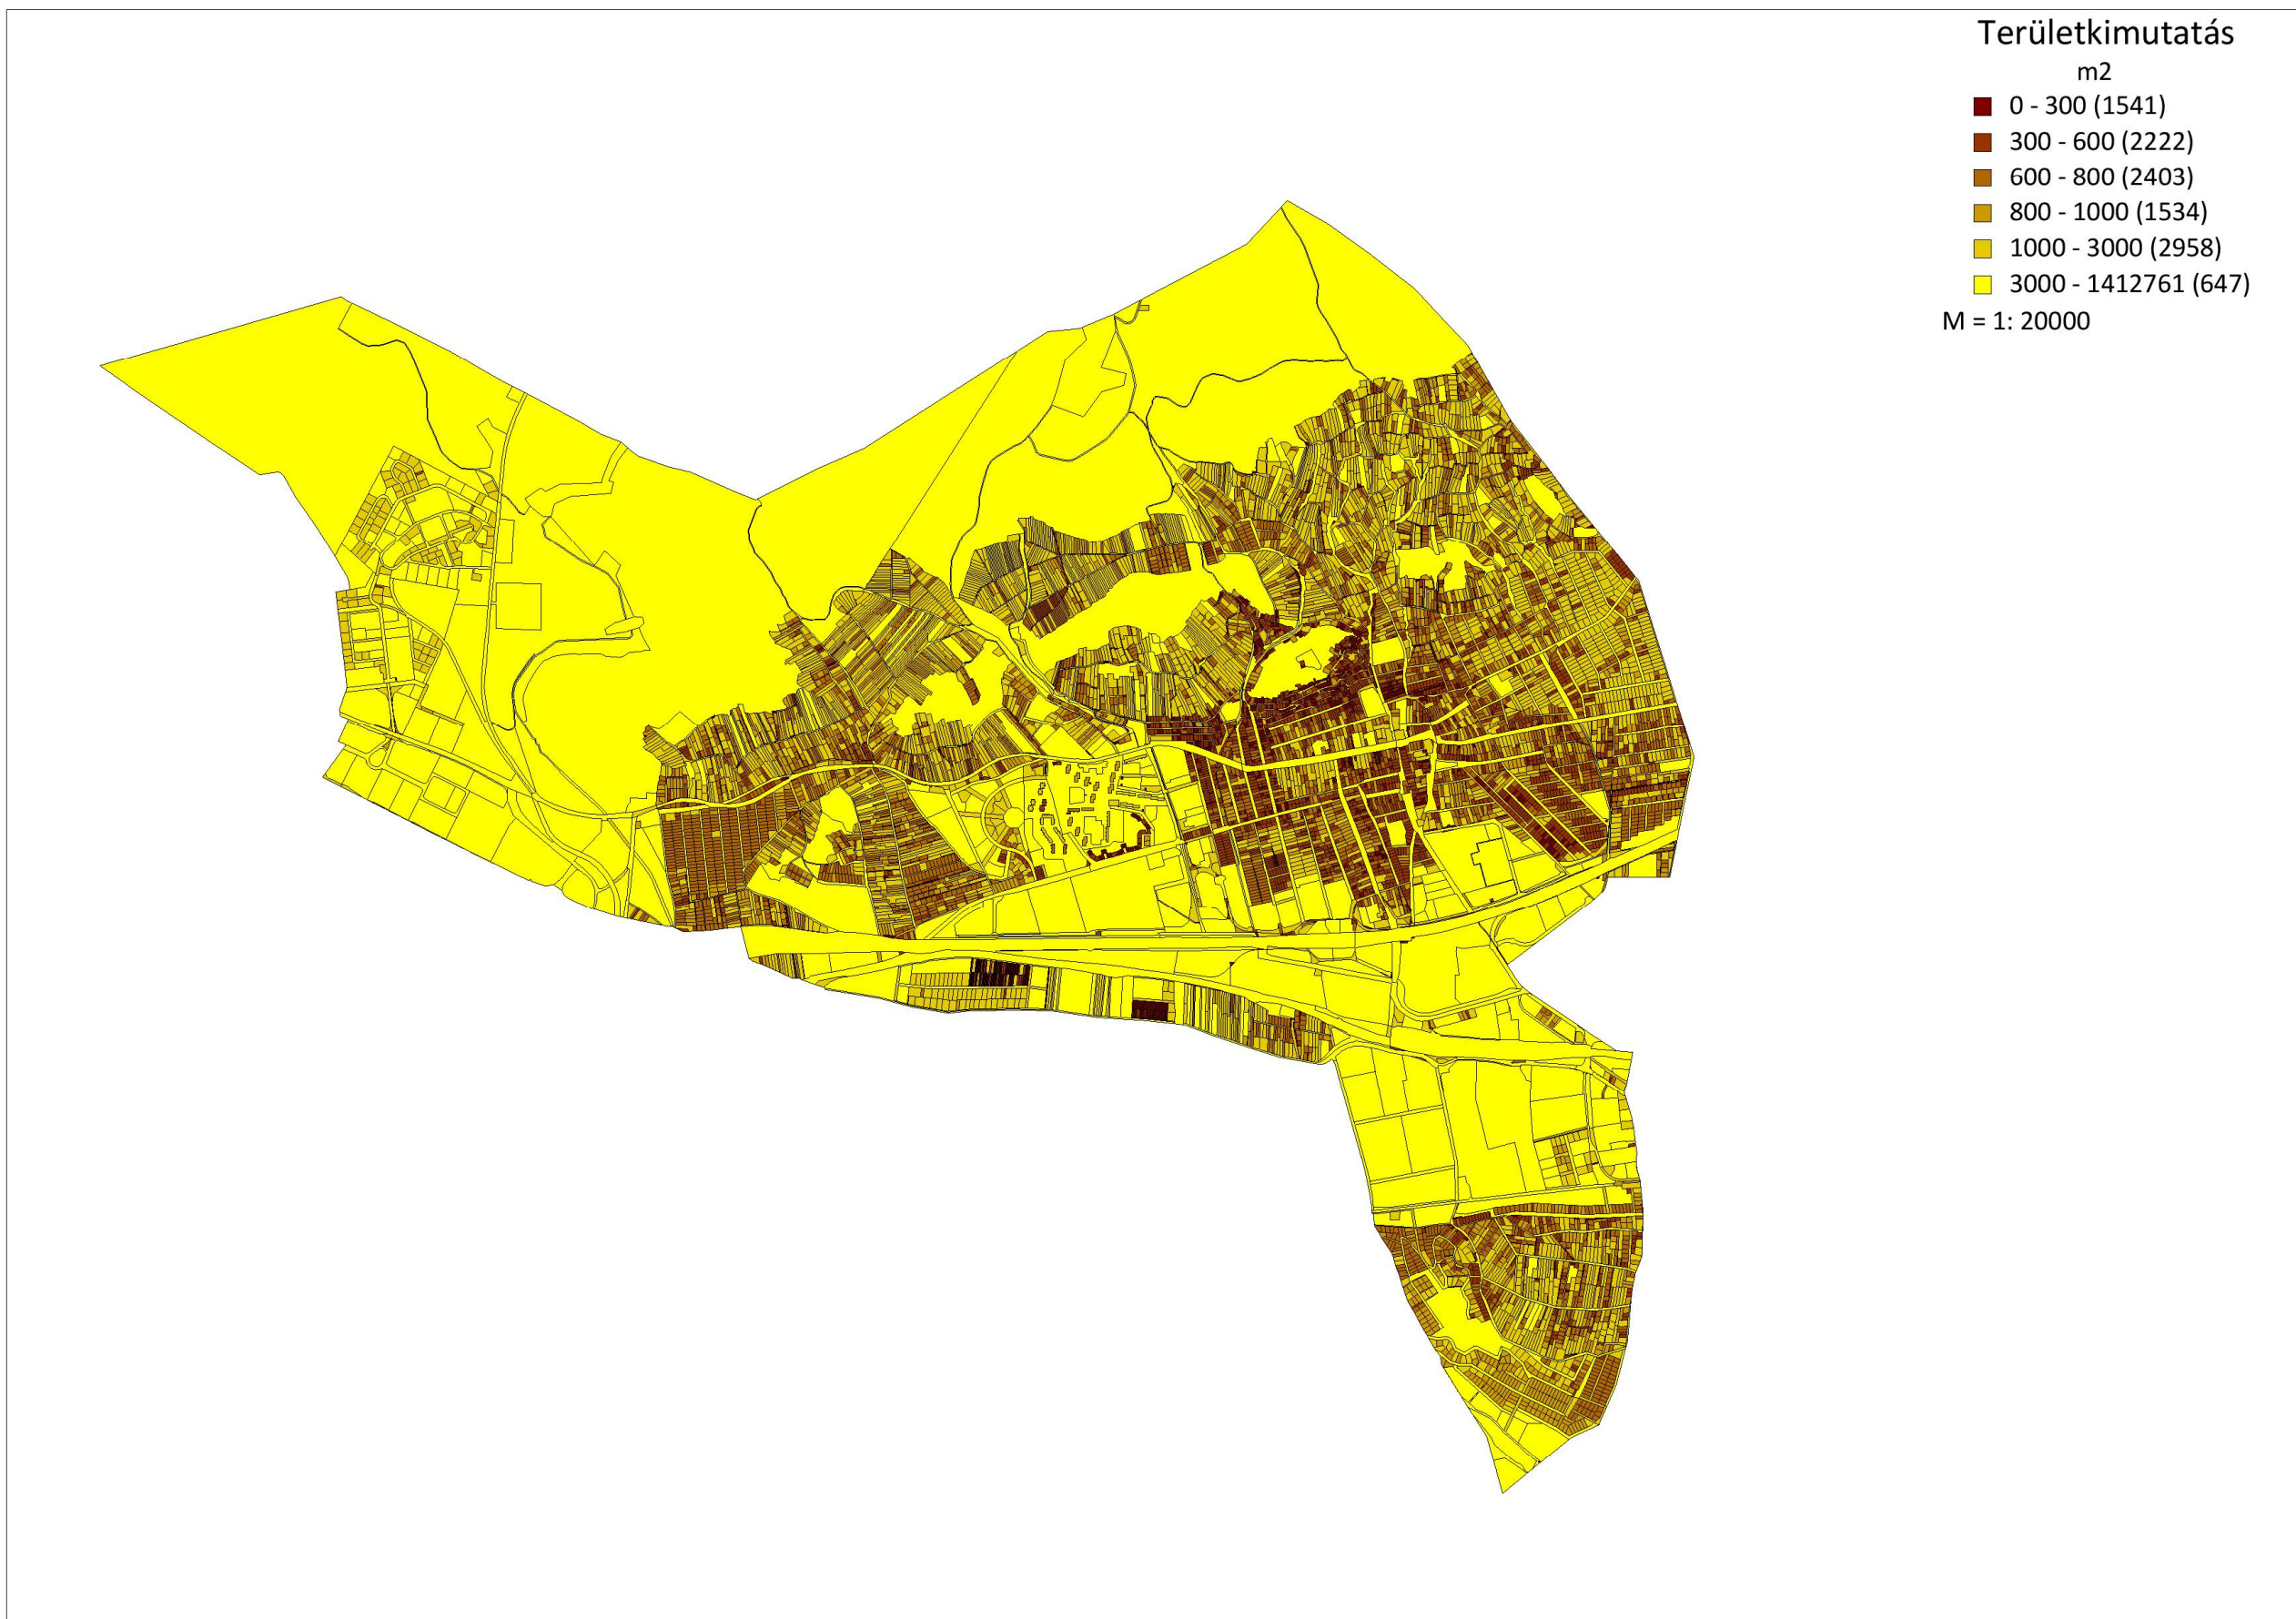 Területkimutatás
m2
0 - 300 (1541)
300 - 600 (2222)
600 - 800 (2403)
800 - 1000 (1534)
1000 - 3000 (2958)
3000 - 1412761 (647)
M = 1: 20000